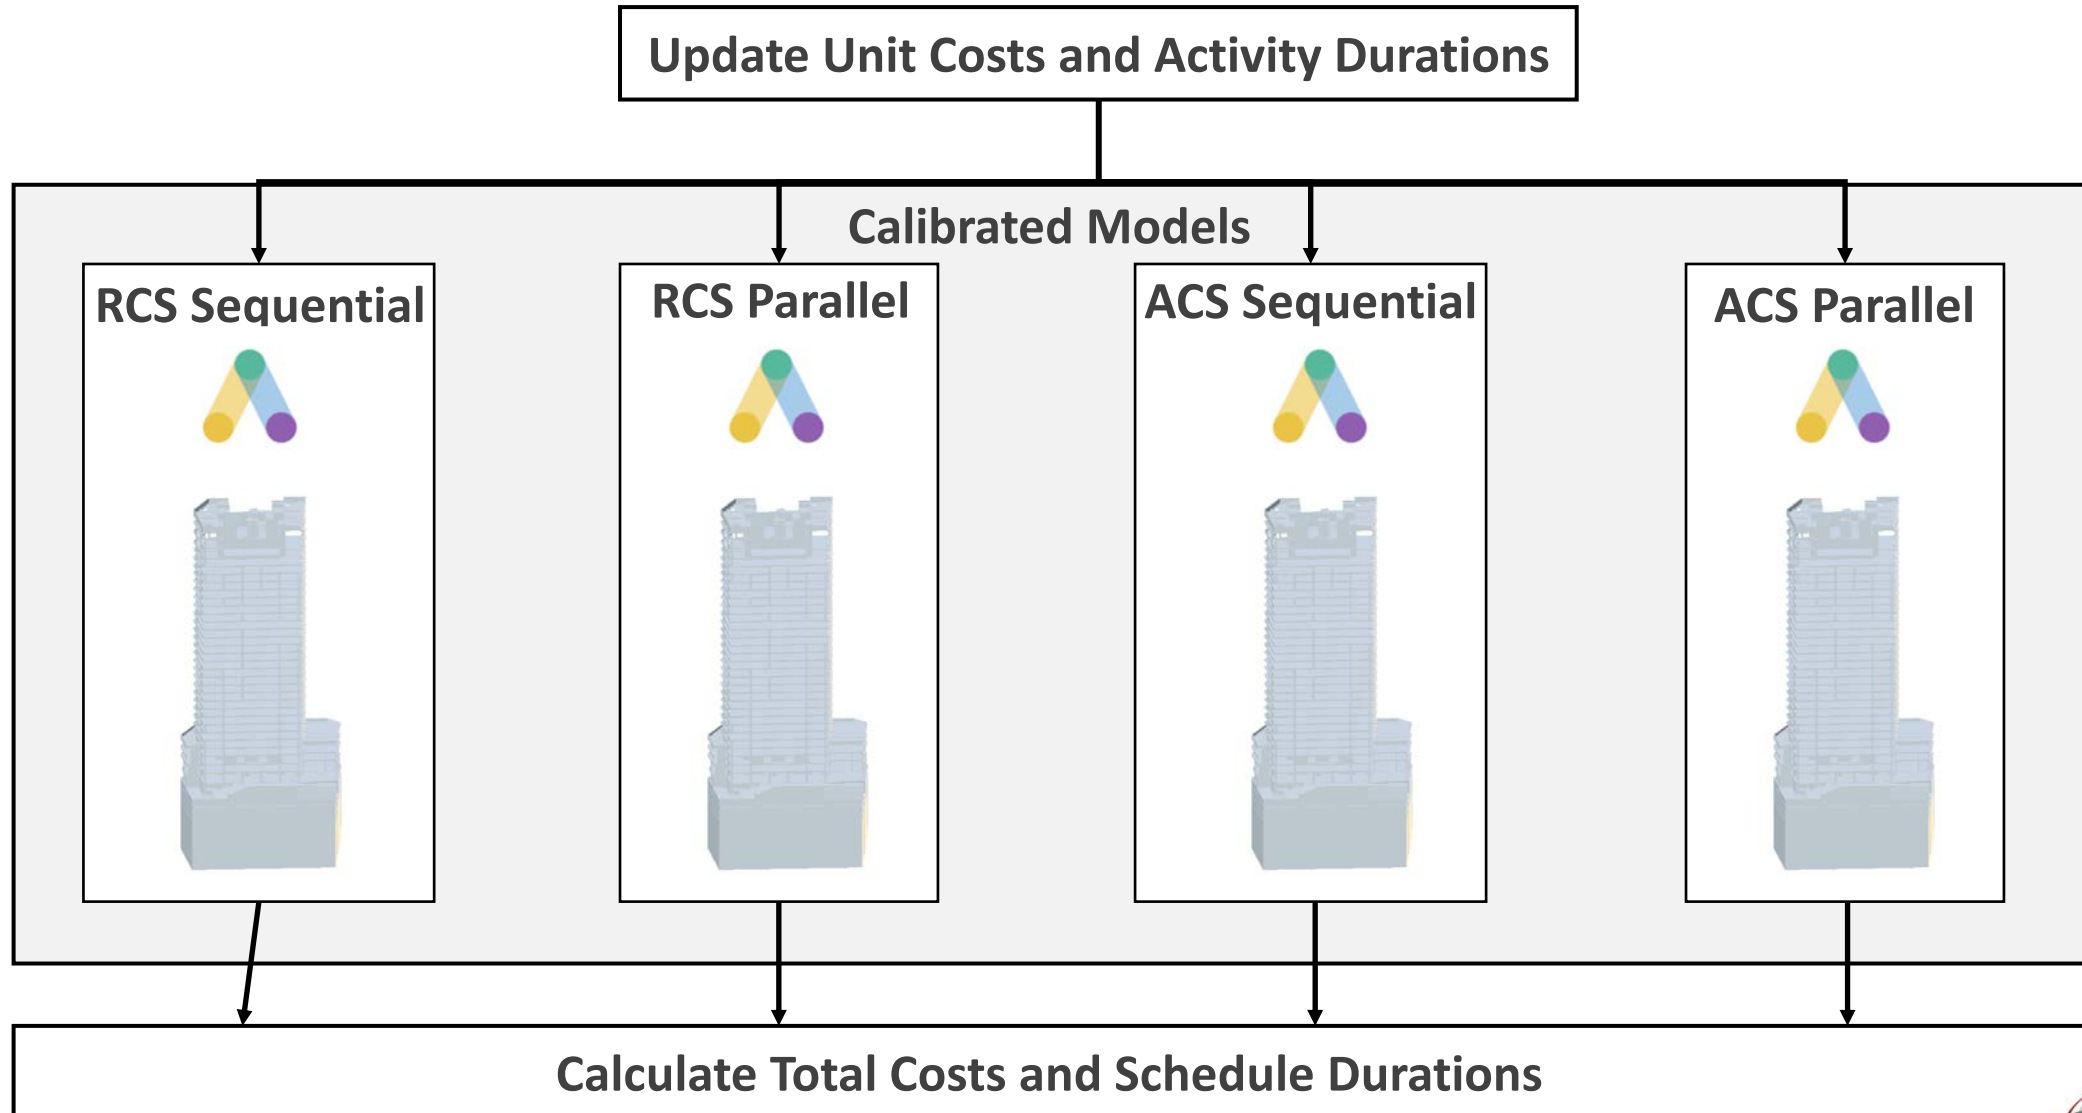 Update Unit Costs and Activity Durations
Calibrated Models
RCS Sequential
RCS Parallel
ACS Sequential
ACS Parallel
Calculate Total Costs and Schedule Durations